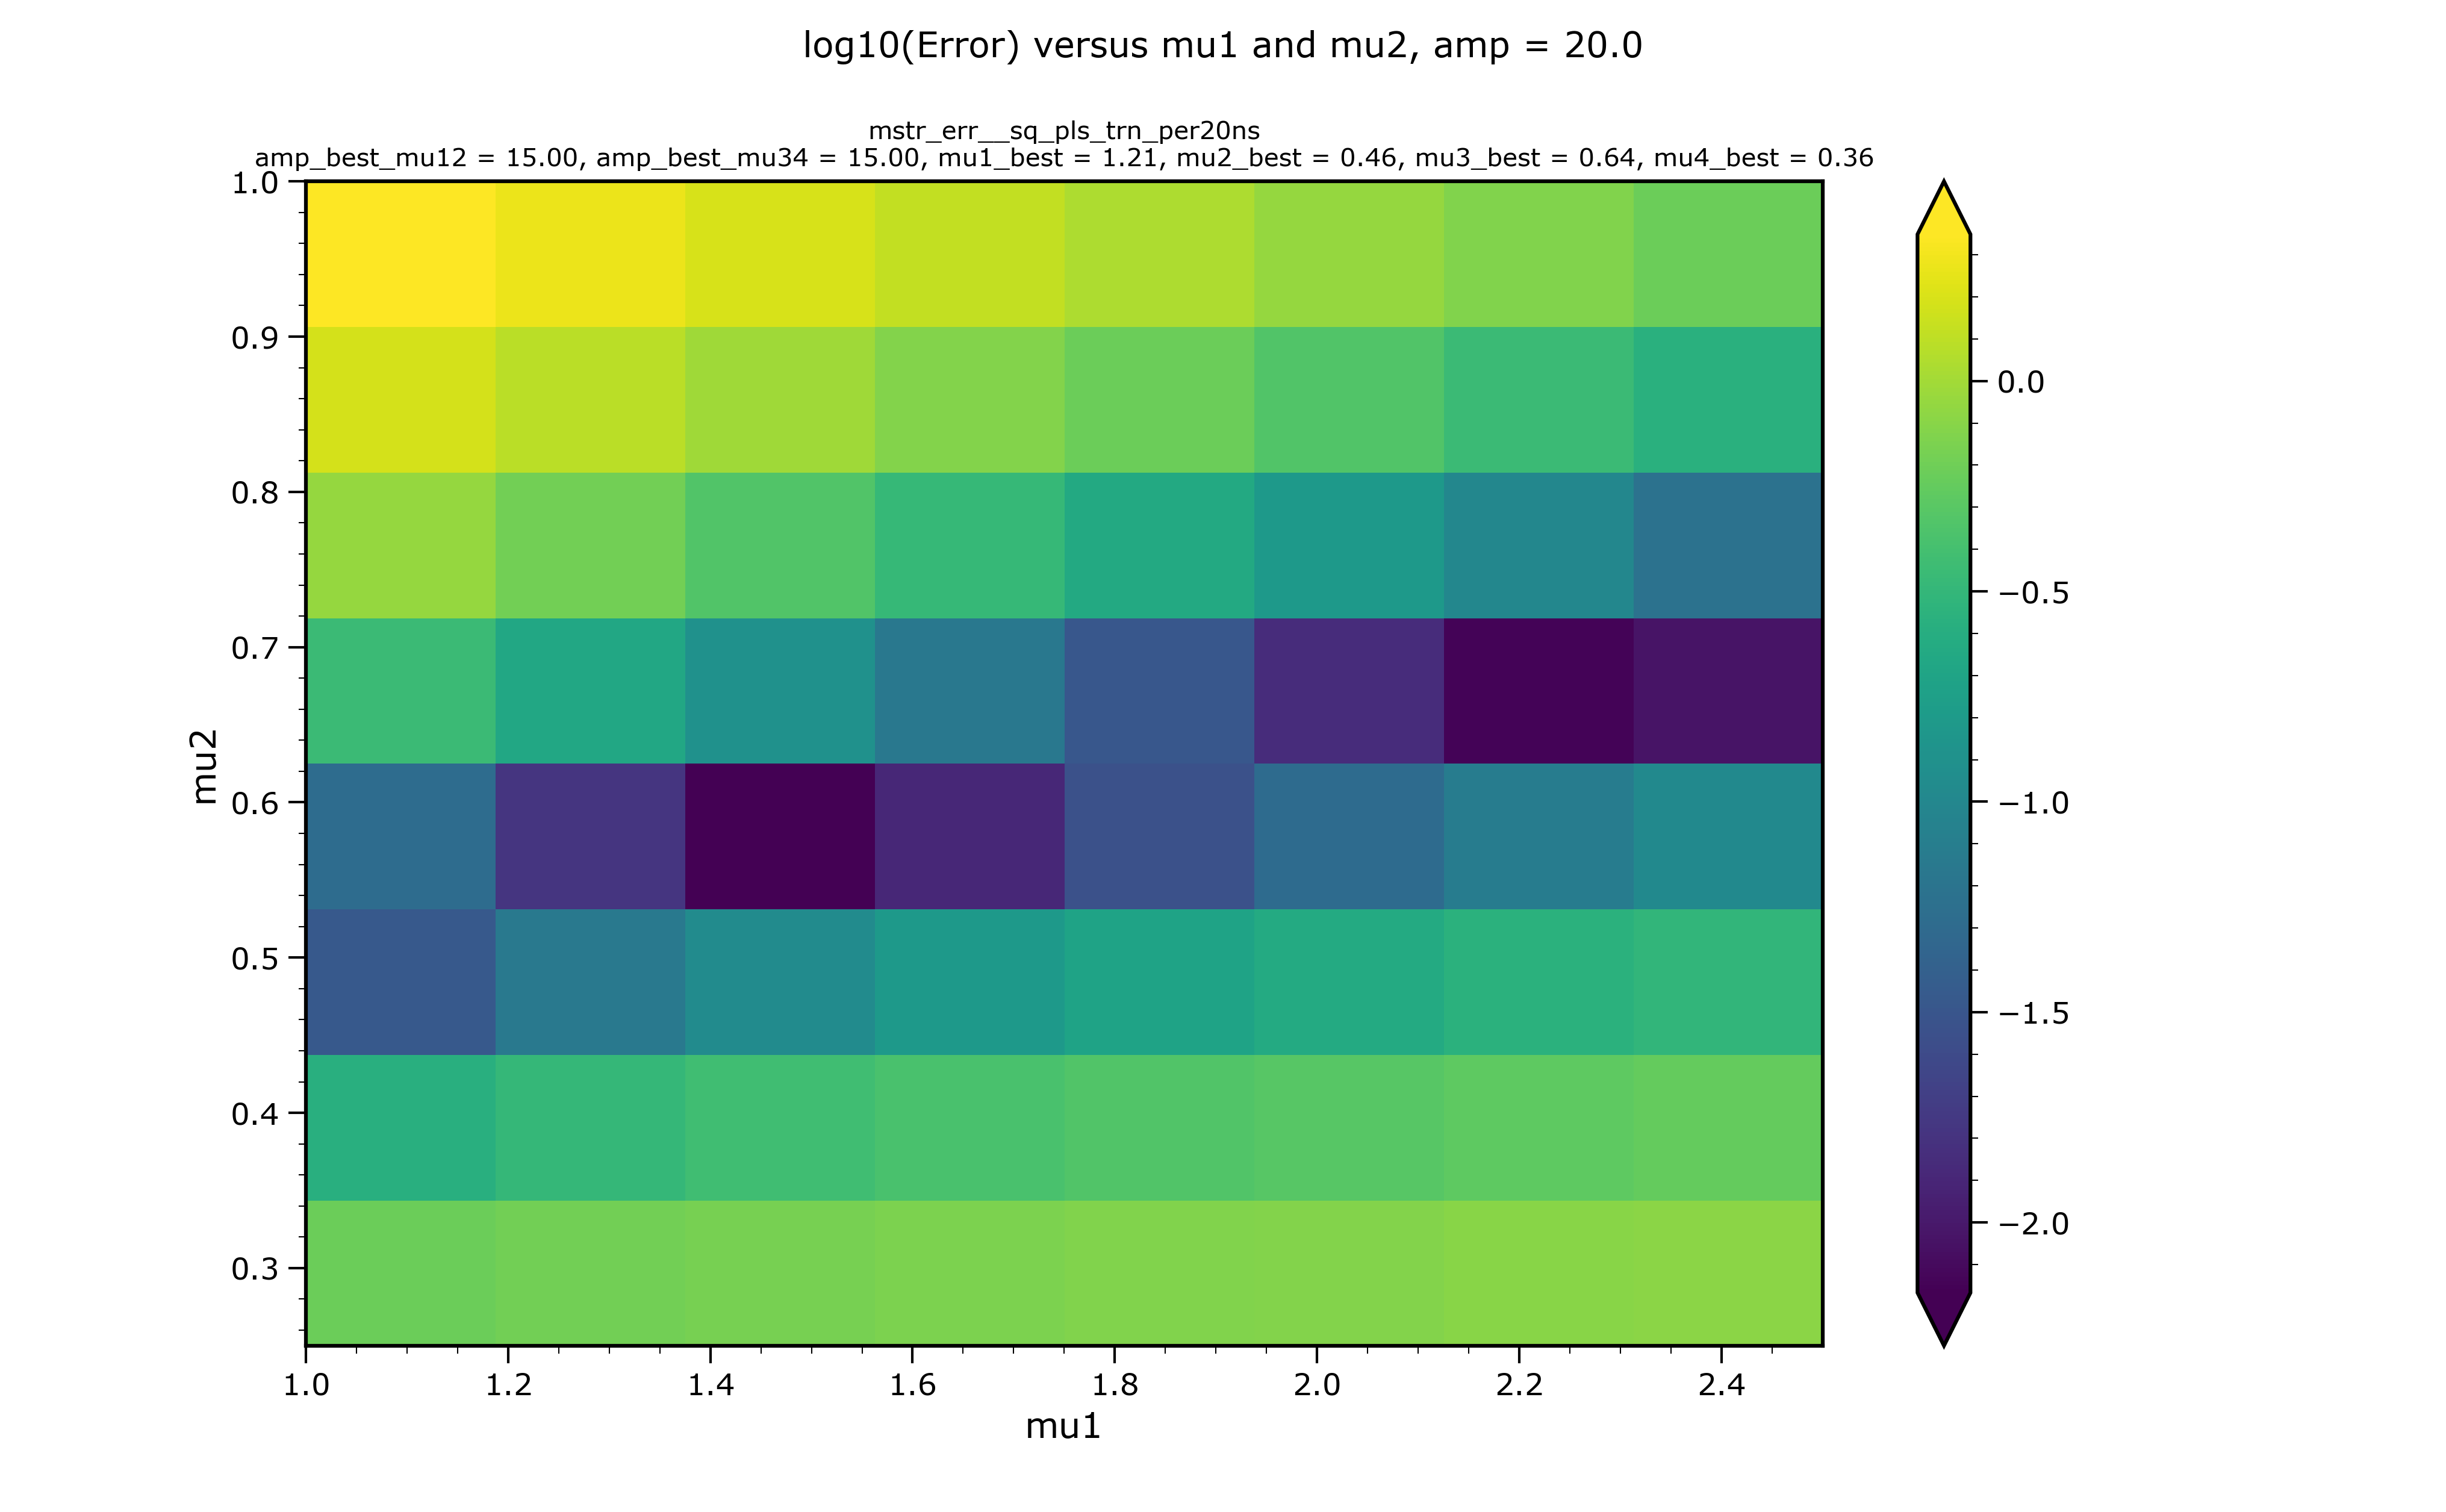 log10(Error) versus mu1 and mu2, amp = 20.0
mstr_err__sq_pls_trn_per20ns
amp_best_mu12 = 15.00, amp_best_mu34 = 15.00, mu1_best = 1.21, mu2_best = 0.46, mu3_best = 0.64, mu4_best = 0.36
1.0
0.9
0.8
0.7
0.6
0.5
0.4
0.3
mu2
1.0 1.2 1.4 1.6 1.8 2.0 2.2 2.4
mu1
0.0
−0.5
−1.0
−1.5
−2.0